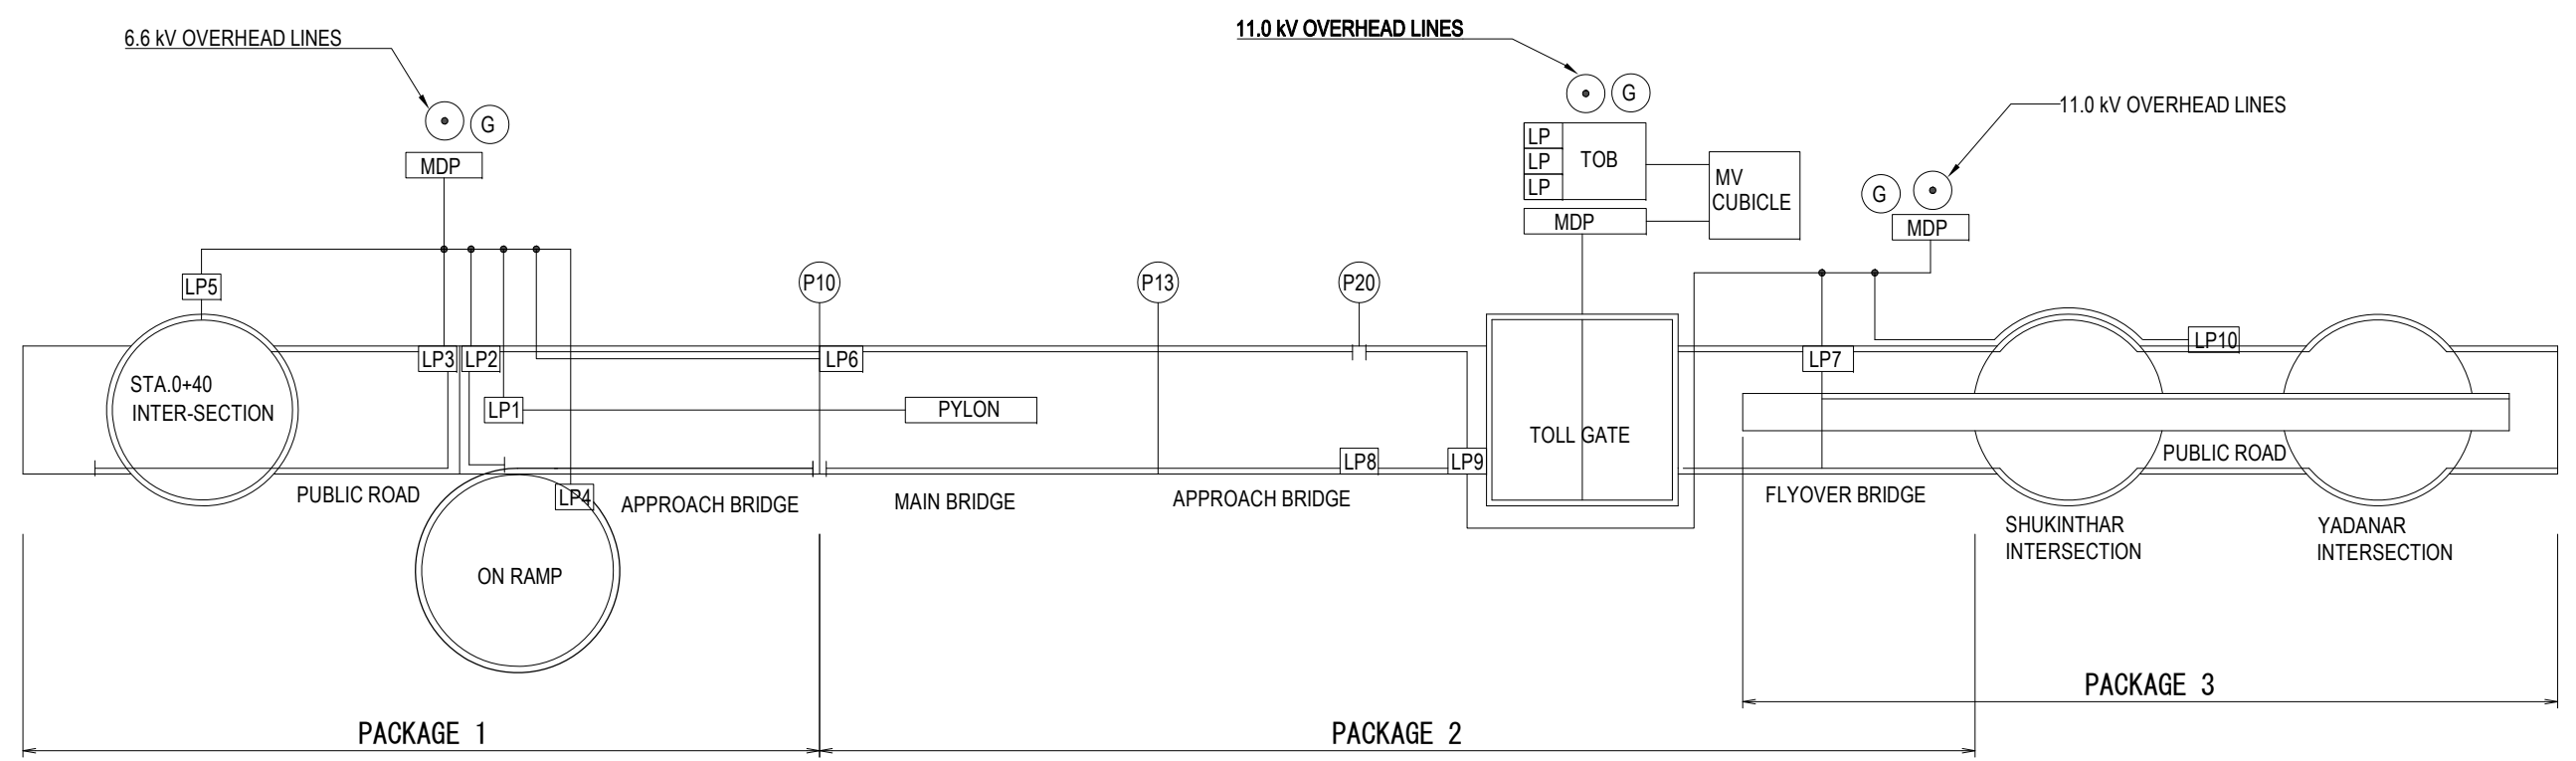 6.6 kV OVERHEAD LINES
11.0 kV OVERHEAD LINES
11.0 kV OVERHEAD LINES
G
G
G
MDP
LP
LP
LP
TOB
MV
CUBICLE
MDP
MDP
LP5
P10
P13
P20
LP3
LP2
LP6
LP7
LP10
STA.0+40
INTER-SECTION
LP1
PYLON
TOLL GATE
LP8
LP9
PUBLIC ROAD
PUBLIC ROAD
LP4
APPROACH BRIDGE
MAIN BRIDGE
APPROACH BRIDGE
FLYOVER BRIDGE
SHUKINTHAR
INTERSECTION
YADANAR
INTERSECTION
ON RAMP
PACKAGE 3
PACKAGE 1
PACKAGE 2